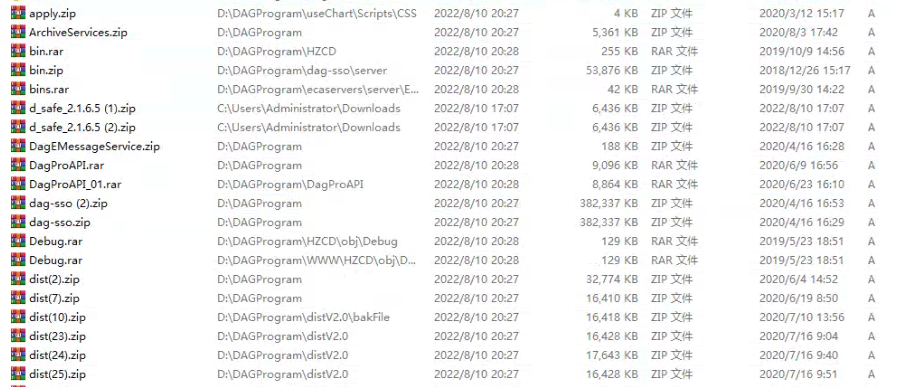 apply.zip D:\DAGProgram\useChart\Scripts\CSS 2022/8/10 20:27 4 KB ZIP 文件 2020/3/12 15:17 A
ArchiveServices.zip D:\DAGProgram 2022/8/10 20:27 5,361 KB ZIP 文件 2020/8/3 17:42 A
bin.rar D:\DAGProgram\HZCD 2022/8/10 20:28 255 KB RAR 文件 2019/10/9 14:56 A
bin.zip D:\DAGProgram\dag-sso\server 2022/8/10 20:27 53,876 KB ZIP 文件 2018/12/26 15:17 A
bins.rar D:\DAGProgram\ecaservers\server\E... 2022/8/10 20:28 42 KB RAR 文件 2019/9/30 14:22 A
d_safe_2.1.6.5 (1).zip C:\Users\Administrator\Downloads 2022/8/10 17:07 6,436 KB ZIP 文件 2022/8/10 17:07 A
d_safe_2.1.6.5 (2).zip C:\Users\Administrator\Downloads 2022/8/10 17:07 6,436 KB ZIP 文件 2022/8/10 17:07 A
DagEMessageService.zip D:\DAGProgram 2022/8/10 20:27 188 KB ZIP 文件 2020/4/16 16:28 A
DagProAPI.rar D:\DAGProgram 2022/8/10 20:28 9,096 KB RAR 文件 2020/6/9 16:56 A
DagProAPI_01.rar D:\DAGProgram\DagProAPI 2022/8/10 20:28 8,864 KB RAR 文件 2020/6/23 16:10 A
dag-sso (2).zip D:\DAGProgram 2022/8/10 20:27 382,337 KB ZIP 文件 2020/4/16 16:53 A
dag-sso.zip D:\DAGProgram 2022/8/10 20:27 382,337 KB ZIP 文件 2020/4/16 16:29 A
Debug.rar D:\DAGProgram\HZCD\obj\Debug 2022/8/10 20:28 129 KB RAR 文件 2019/5/23 18:51 A
Debug.rar D:\DAGProgram\WWW\HZCD\obj\D... 2022/8/10 20:28 129 KB RAR 文件 2019/5/23 18:51 A
dist(2).zip D:\DAGProgram 2022/8/10 20:27 32,774 KB ZIP 文件 2020/6/4 14:52 A
dist(7).zip D:\DAGProgram 2022/8/10 20:27 16,410 KB ZIP 文件 2020/6/19 8:50 A
dist(10).zip D:\DAGProgram\distV2.0\bakFile 2022/8/10 20:27 16,418 KB ZIP 文件 2020/7/10 13:56 A
dist(23).zip D:\DAGProgram\distV2.0 2022/8/10 20:27 16,428 KB ZIP 文件 2020/7/16 9:04 A
dist(24).zip D:\DAGProgram\distV2.0 2022/8/10 20:27 17,643 KB ZIP 文件 2020/7/16 9:40 A
dist(25).zip D:\DAGProgram\distV2.0 2022/8/10 20:27 16,428 KB ZIP 文件 2020/7/16 9:51 A